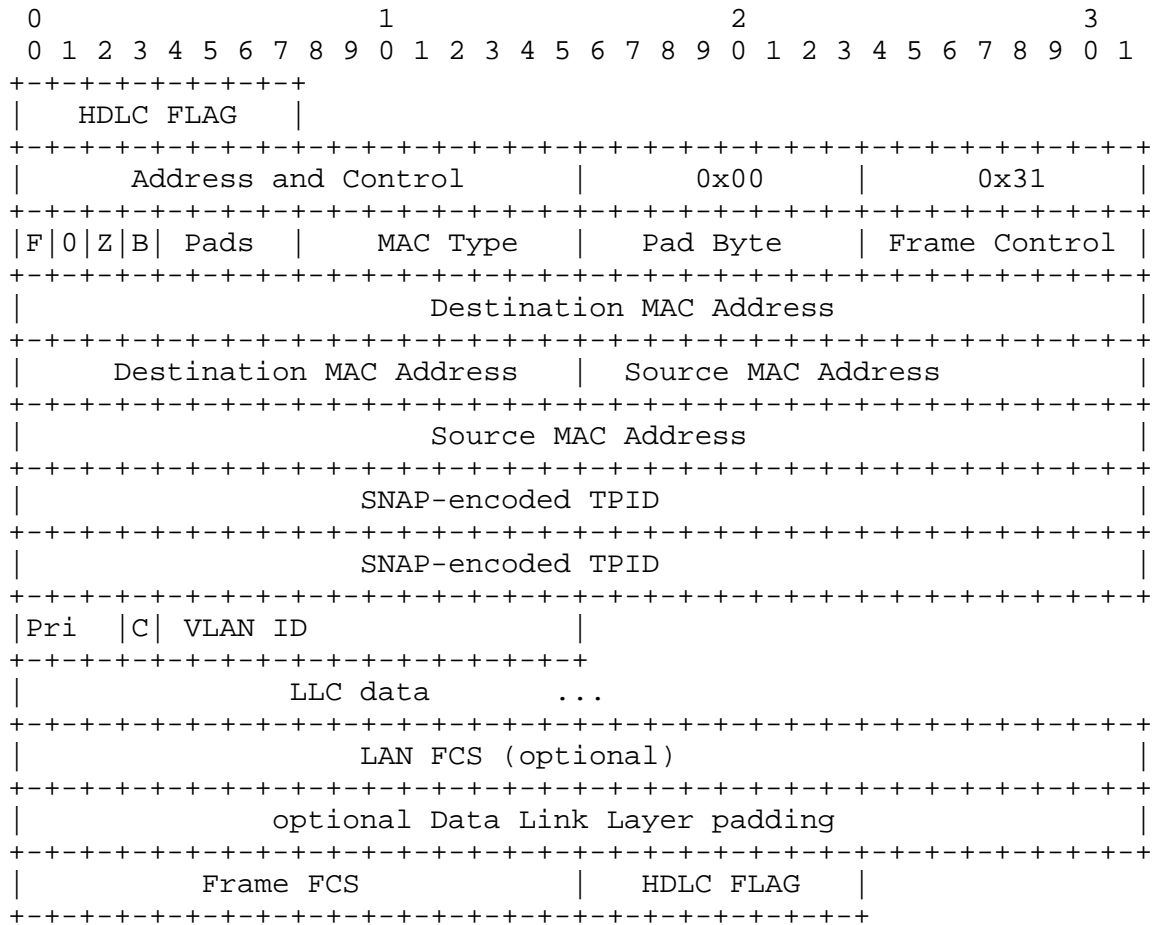 0                   1                   2                   3
 0 1 2 3 4 5 6 7 8 9 0 1 2 3 4 5 6 7 8 9 0 1 2 3 4 5 6 7 8 9 0 1
+-+-+-+-+-+-+-+-+
|   HDLC FLAG   |
+-+-+-+-+-+-+-+-+-+-+-+-+-+-+-+-+-+-+-+-+-+-+-+-+-+-+-+-+-+-+-+-+
|      Address and Control      |      0x00     |      0x31     |
+-+-+-+-+-+-+-+-+-+-+-+-+-+-+-+-+-+-+-+-+-+-+-+-+-+-+-+-+-+-+-+-+
|F|0|Z|B| Pads  |    MAC Type   |   Pad Byte    | Frame Control |
+-+-+-+-+-+-+-+-+-+-+-+-+-+-+-+-+-+-+-+-+-+-+-+-+-+-+-+-+-+-+-+-+
|                       Destination MAC Address                 |
+-+-+-+-+-+-+-+-+-+-+-+-+-+-+-+-+-+-+-+-+-+-+-+-+-+-+-+-+-+-+-+-+
|     Destination MAC Address   |  Source MAC Address           |
+-+-+-+-+-+-+-+-+-+-+-+-+-+-+-+-+-+-+-+-+-+-+-+-+-+-+-+-+-+-+-+-+
|                       Source MAC Address                      |
+-+-+-+-+-+-+-+-+-+-+-+-+-+-+-+-+-+-+-+-+-+-+-+-+-+-+-+-+-+-+-+-+
|                   SNAP-encoded TPID                           |
+-+-+-+-+-+-+-+-+-+-+-+-+-+-+-+-+-+-+-+-+-+-+-+-+-+-+-+-+-+-+-+-+
|                   SNAP-encoded TPID                           |
+-+-+-+-+-+-+-+-+-+-+-+-+-+-+-+-+-+-+-+-+-+-+-+-+-+-+-+-+-+-+-+-+
|Pri  |C| VLAN ID               |
+-+-+-+-+-+-+-+-+-+-+-+-+-+-+-+-+
|               LLC data       ...
+-+-+-+-+-+-+-+-+-+-+-+-+-+-+-+-+-+-+-+-+-+-+-+-+-+-+-+-+-+-+-+-+
|                   LAN FCS (optional)                          |
+-+-+-+-+-+-+-+-+-+-+-+-+-+-+-+-+-+-+-+-+-+-+-+-+-+-+-+-+-+-+-+-+
|              optional Data Link Layer padding                 |
+-+-+-+-+-+-+-+-+-+-+-+-+-+-+-+-+-+-+-+-+-+-+-+-+-+-+-+-+-+-+-+-+
|          Frame FCS            |   HDLC FLAG   |
+-+-+-+-+-+-+-+-+-+-+-+-+-+-+-+-+-+-+-+-+-+-+-+-+